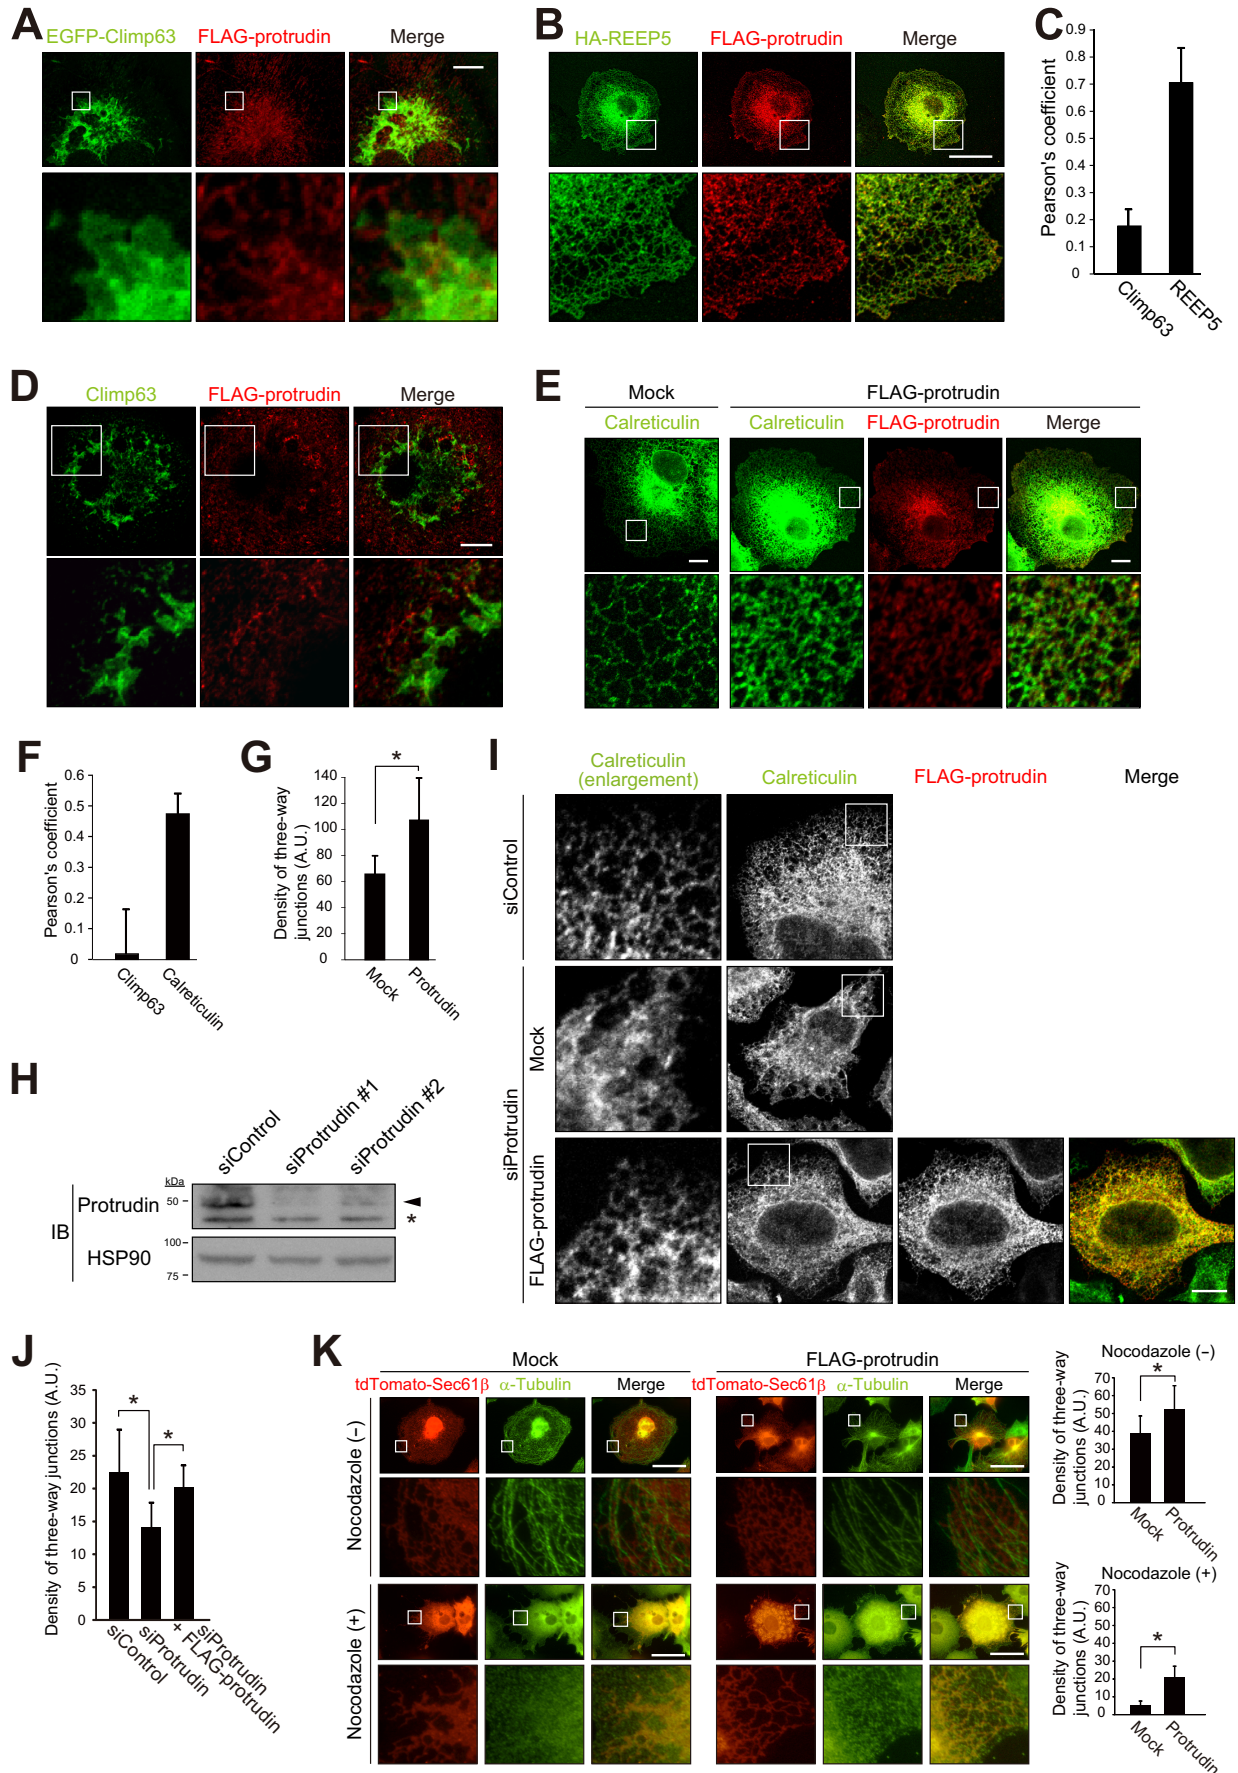 A
EGFP-Climp63 FLAG-protrudin Merge
B
HA-REEP5 FLAG-protrudin Merge
C
Pearson's coefficient
0.9
0.8
0.7
0.6
0.5
0.4
0.3
0.2
0.1
0
Climp63 REEP5
D
Climp63 FLAG-protrudin Merge
E
Mock FLAG-protrudin
Calreticulin Calreticulin FLAG-protrudin Merge
F
Pearson's coefficient
0.6
0.5
0.4
0.3
0.2
0.1
0
Climp63 Calreticulin
G
*
Density of three-way
junctions (A.U.)
140
120
100
80
60
40
20
0
Mock Protrudin
H
siControl siProtrudin #1 siProtrudin #2
kDa
IB
Protrudin 50
*
HSP90 100
75
I
Calreticulin
(enlargement) Calreticulin FLAG-protrudin Merge
siControl
siProtrudin
Mock
FLAG-protrudin
J
Density of three-way junctions (A.U.)
35
30
25
20
15
10
5
0
* *
siControl
siProtrudin
siProtrudin
+ FLAG-protrudin
K
Mock FLAG-protrudin
tdTomato-Sec61β α-Tubulin Merge tdTomato-Sec61β α-Tubulin Merge
Nocodazole (−)
Nocodazole (+)
Nocodazole (−)
*
Density of three-way
junctions (A.U.)
70
60
50
40
30
20
10
0
Mock Protrudin
Nocodazole (+)
*
Density of three-way
junctions (A.U.)
70
60
50
40
30
20
10
0
Mock Protrudin